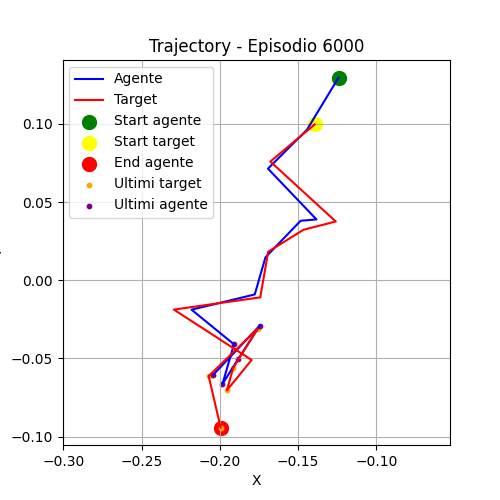 Trajectory - Episodio 6000
Agente
Target
Start agente
Start target
End agente
Ultimi target
Ultimi agente
0.10
0.05
0.00
−0.05
−0.10
−0.30
−0.25
−0.20
−0.15
−0.10
X